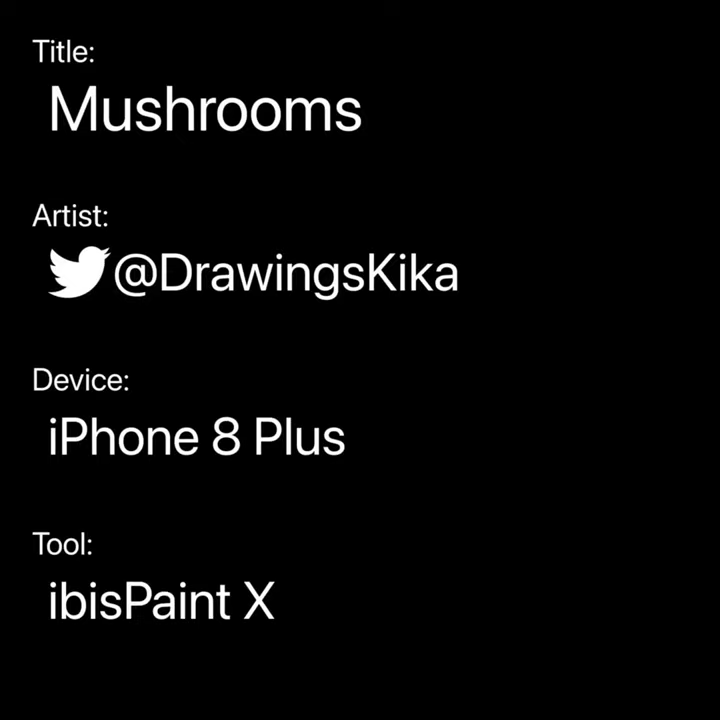 Title:
Mushrooms
Artist:
@DrawingsKika
Device:
iPhone 8 Plus
Tool:
ibisPaint X